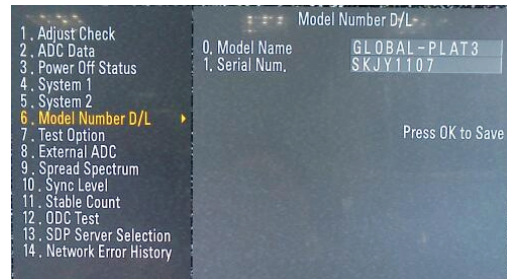 1. Adjust Check
2. ADC Data
3. Power Off Status
4. System 1
5. System 2
6. Model Number D/L
7. Test Option
8. External ADC
9. Spread Spectrum
10. Sync Level
11. Stable Count
12. ODC Test
13. SDP Server Selection
14. Network Error History
Model Number D/L
0. Model Name GLOBAL-PLAT3
1. Serial Num. SKJY1107
Press OK to Save